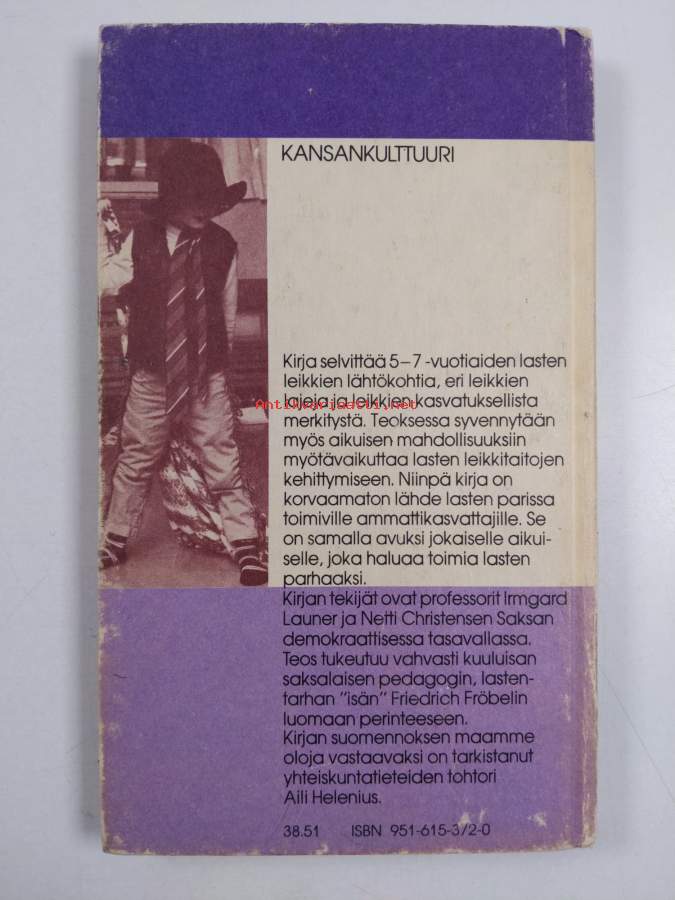 KANSANKULTTUURI
Kirja selvittää 5–7 -vuotiaiden lasten
leikkien lähtökohtia, eri leikkien
lajeja ja leikkien kasvatuksellista
Antikvariaatti.net
merkitystä. Teoksessa syvennytään
myös aikuisen mahdollisuuksiin
myötävaikuttaa lasten leikkitaitojen
kehittymiseen. Niinpä kirja on
korvaamaton lähde lasten parissa
toimiville ammattikasvattajille. Se
on samalla avuksi jokaiselle aikui-
selle, joka haluaa toimia lasten
parhaaksi.
Kirjan tekijät ovat professorit Irmgard
Launer ja Netti Christensen Saksan
demokraattisessa tasavallassa.
Teos tukeutuu vahvasti kuuluisan
saksalaisen pedagogin, lasten-
tarhan "isän" Friedrich Fröbelin
luomaan perinteeseen.
Kirjan suomennoksen maamme
oloja vastaavaksi on tarkistanut
yhteiskuntatieteiden tohtori
Aili Helenius.
38.51 ISBN 951-615-372-0